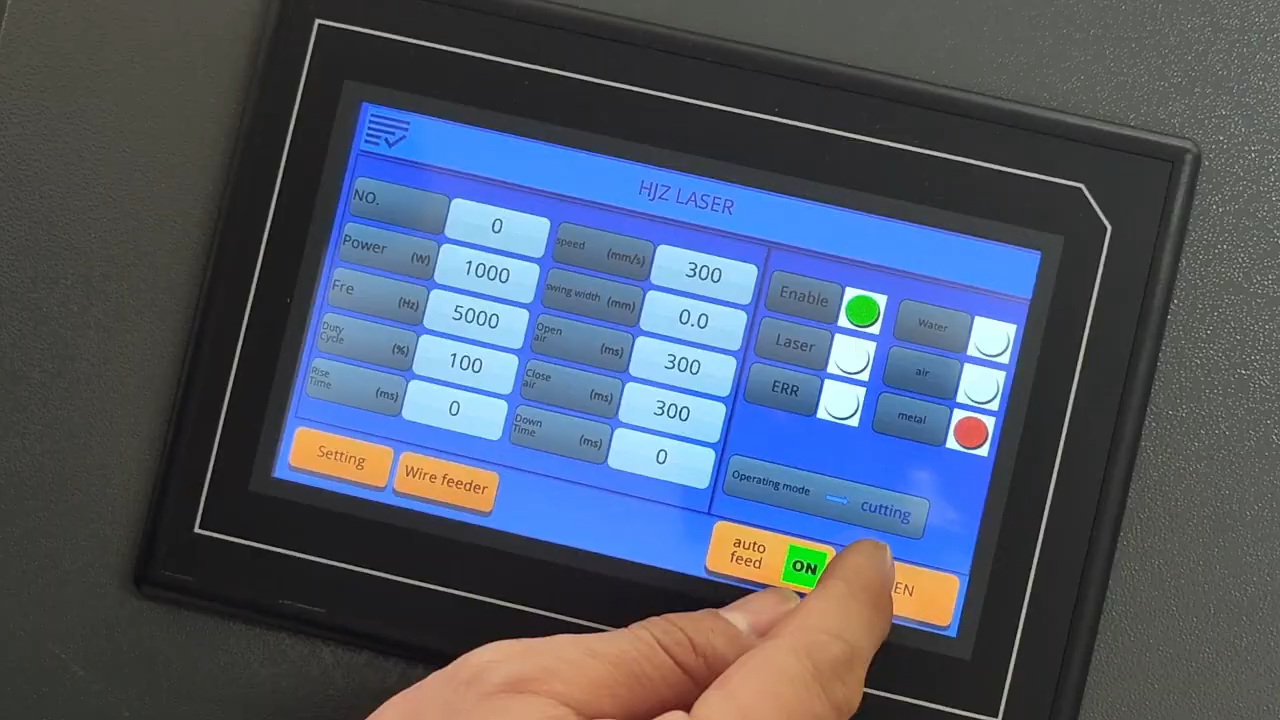 HJZ LASER
NO.
0
Power (W)
1000
Fre (Hz)
5000
Duty
Cycle (%)
100
Rise
Time (ms)
0
speed (mm/s)
300
swing width (mm)
0.0
Open
air (ms)
300
Close
air (ms)
300
Down
Time (ms)
0
Enable
Laser
ERR
Water
air
metal
Operating mode
cutting
Setting
Wire feeder
auto
feed
ON
EN